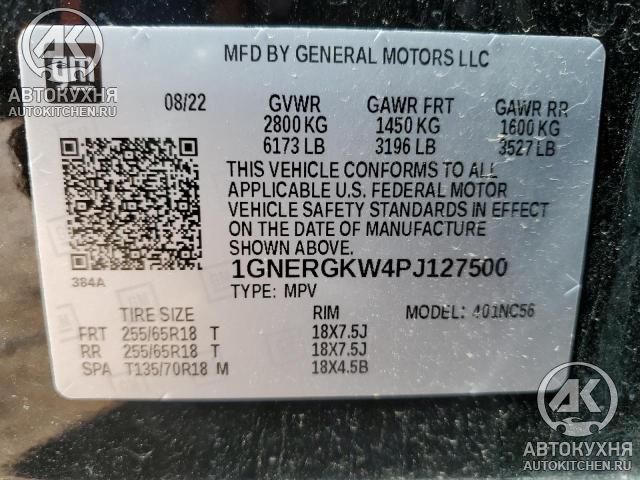 MFD BY GENERAL MOTORS LLC
GM
АВТОКУХНЯ
AUTOKITCHEN.RU
08/22 GVWR GAWR FRT GAWR RR
2800 KG 1450 KG 1600 KG
6173 LB 3196 LB 3527 LB
THIS VEHICLE CONFORMS TO ALL
APPLICABLE U.S. FEDERAL MOTOR
VEHICLE SAFETY STANDARDS IN EFFECT
ON THE DATE OF MANUFACTURE
SHOWN ABOVE.
384A
1GNERGKW4PJ127500
TYPE: MPV MODEL: 401NC56
TIRE SIZE RIM
FRT 255/65R18 T 18X7.5J
RR 255/65R18 T 18X7.5J
SPA T135/70R18 M 18X4.5B
АВТОКУХНЯ
AUTOKITCHEN.RU